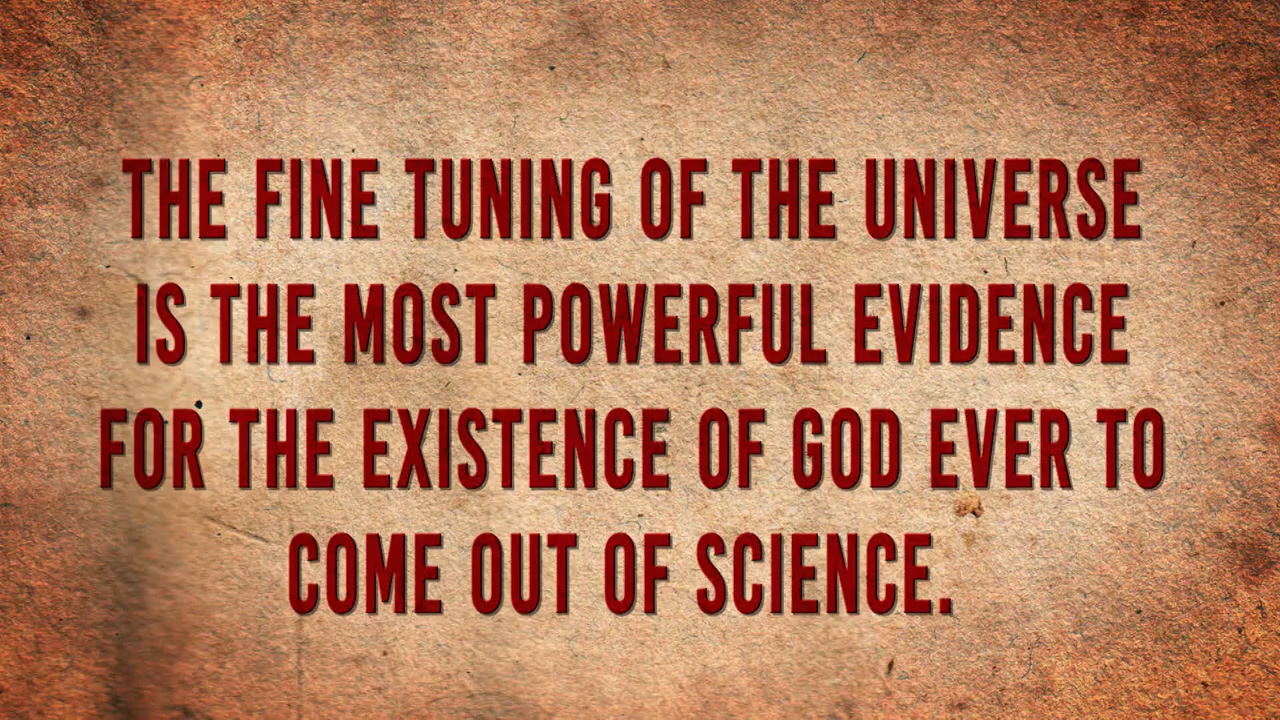 THE FINE TUNING OF THE UNIVERSE
IS THE MOST POWERFUL EVIDENCE
FOR THE EXISTENCE OF GOD EVER TO
COME OUT OF SCIENCE.